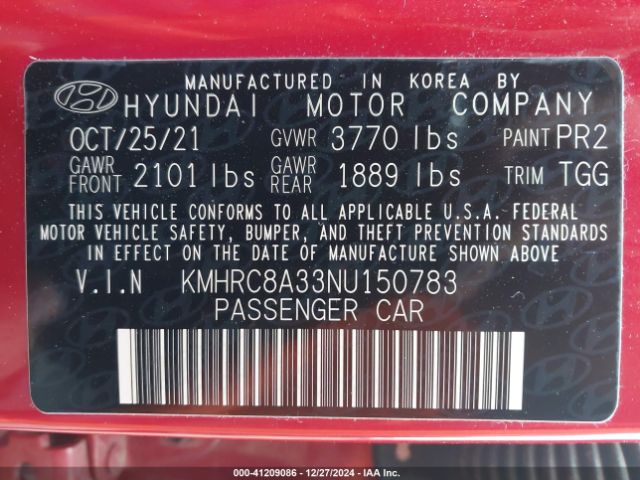 MANUFACTURED IN KOREA BY
HYUNDAI MOTOR COMPANY
OCT/25/21 GVWR 3770 lbs PAINT PR2
GAWR FRONT 2101 lbs GAWR REAR 1889 lbs TRIM TGG
THIS VEHICLE CONFORMS TO ALL APPLICABLE U.S.A. FEDERAL
MOTOR VEHICLE SAFETY, BUMPER, AND THEFT PREVENTION STANDARDS
IN EFFECT ON THE DATE OF MANUFACTURE SHOWN ABOVE
V.I.N KMHRC8A33NU150783
PASSENGER CAR
000-41209086 - 12/27/2024 - IAA Inc.